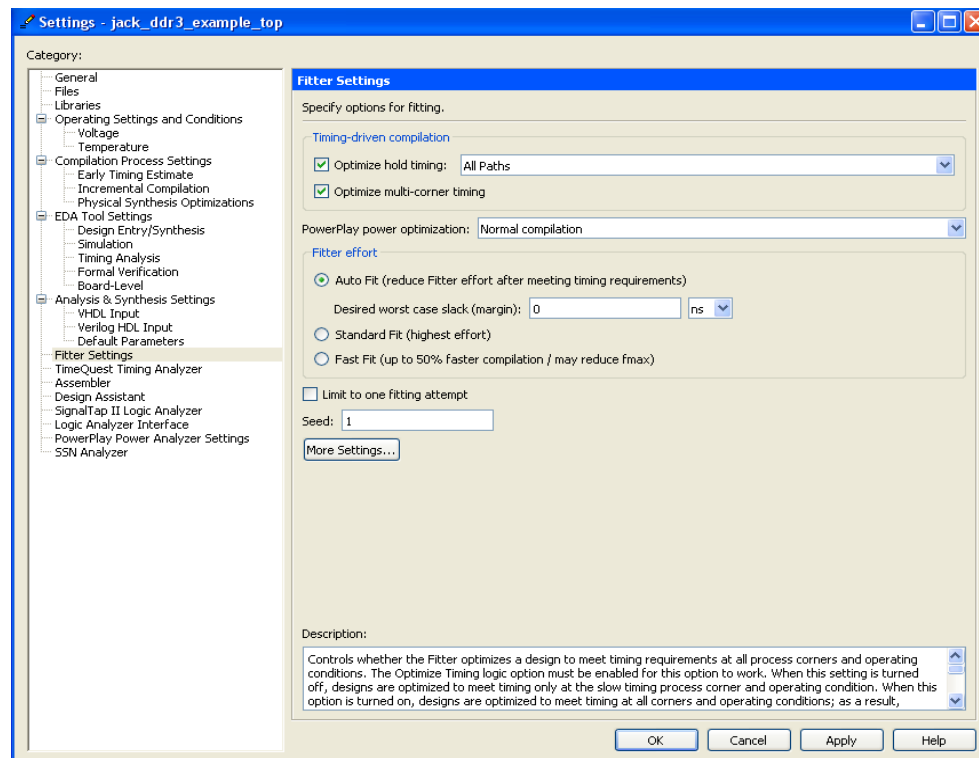 Settings - jack_ddr3_example_top
Category:
General
Files
Libraries
Operating Settings and Conditions
Voltage
Temperature
Compilation Process Settings
Early Timing Estimate
Incremental Compilation
Physical Synthesis Optimizations
EDA Tool Settings
Design Entry/Synthesis
Simulation
Timing Analysis
Formal Verification
Board-Level
Analysis & Synthesis Settings
VHDL Input
Verilog HDL Input
Default Parameters
Fitter Settings
TimeQuest Timing Analyzer
Assembler
Design Assistant
SignalTap II Logic Analyzer
Logic Analyzer Interface
PowerPlay Power Analyzer Settings
SSN Analyzer
Fitter Settings
Specify options for fitting.
Timing-driven compilation
Optimize hold timing: All Paths
Optimize multi-corner timing
PowerPlay power optimization: Normal compilation
Fitter effort
Auto Fit (reduce Fitter effort after meeting timing requirements)
Desired worst case slack (margin): 0 ns
Standard Fit (highest effort)
Fast Fit (up to 50% faster compilation / may reduce fmax)
Limit to one fitting attempt
Seed: 1
More Settings...
Description:
Controls whether the Fitter optimizes a design to meet timing requirements at all process corners and operating
conditions. The Optimize Timing logic option must be enabled for this option to work. When this setting is turned
off, designs are optimized to meet timing only at the slow timing process corner and operating condition. When this
option is turned on, designs are optimized to meet timing at all corners and operating conditions; as a result,
OK Cancel Apply Help